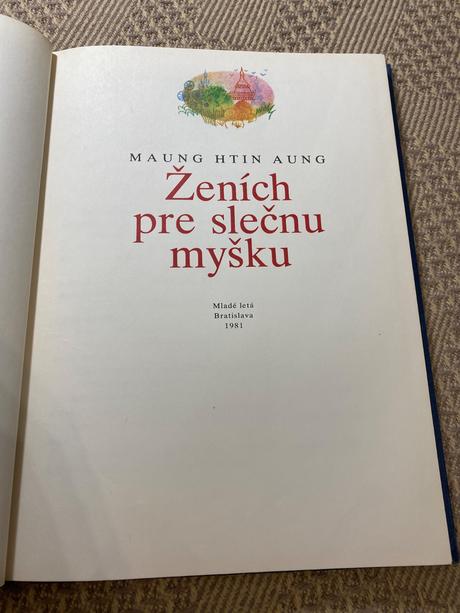 MAUNG HTIN AUNG
Ženích
pre slečnu
myšku
Mladé letá
Bratislava
1981